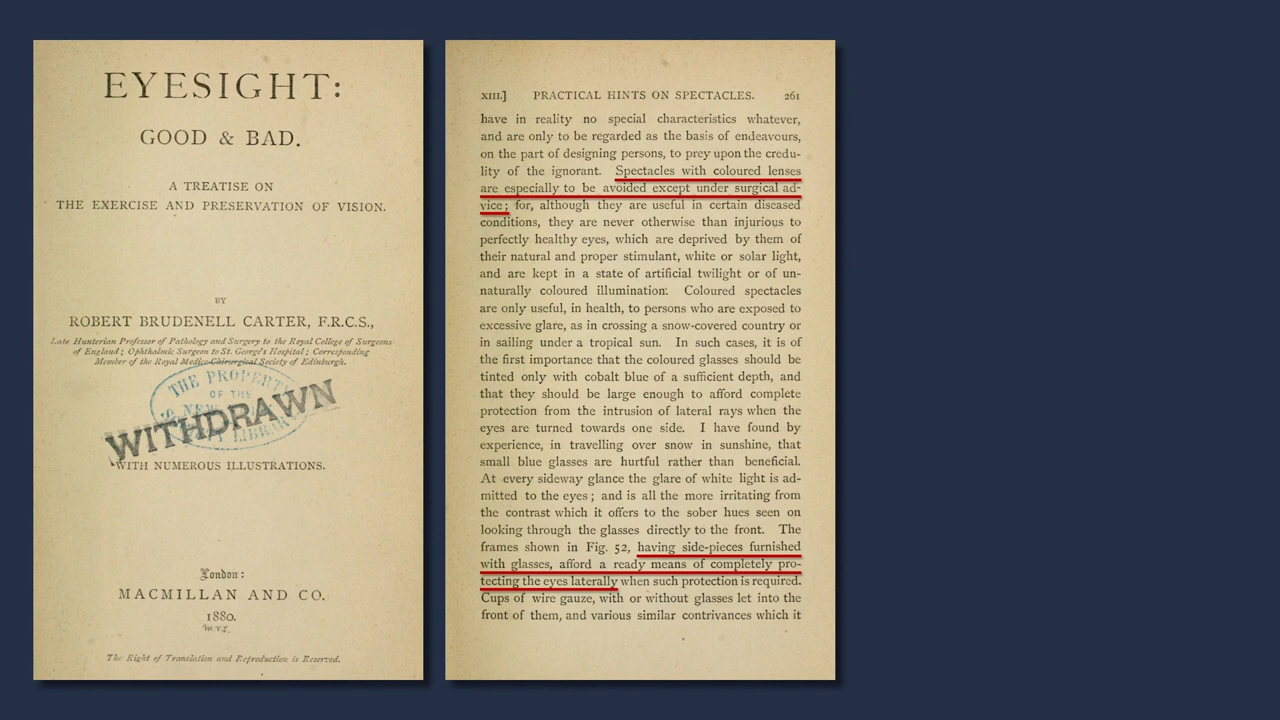 EYESIGHT:
GOOD & BAD.
A TREATISE ON
THE EXERCISE AND PRESERVATION OF VISION.
BY
ROBERT BRUDENELL CARTER, F.R.C.S.,
Late Hunterian Professor of Pathology and Surgery to the Royal College of Surgeons
of England; Ophthalmic Surgeon to St. George's Hospital; Corresponding
Member of the Royal Medico-Chirurgical Society of Edinburgh.
THE PROPERTY
OF THE
NEW
WITHDRAWN
WITH NUMEROUS ILLUSTRATIONS.
London:
MACMILLAN AND CO.
1880.
The Right of Translation and Reproduction is Reserved.
XIII.] PRACTICAL HINTS ON SPECTACLES. 261
have in reality no special characteristics whatever,
and are only to be regarded as the basis of endeavours,
on the part of designing persons, to prey upon the credu-
lity of the ignorant. Spectacles with coloured lenses
are especially to be avoided except under surgical ad-
vice; for, although they are useful in certain diseased
conditions, they are never otherwise than injurious to
perfectly healthy eyes, which are deprived by them of
their natural and proper stimulant, white or solar light,
and are kept in a state of artificial twilight or of un-
naturally coloured illumination. Coloured spectacles
are only useful, in health, to persons who are exposed to
excessive glare, as in crossing a snow-covered country or
in sailing under a tropical sun. In such cases, it is of
the first importance that the coloured glasses should be
tinted only with cobalt blue of a sufficient depth, and
that they should be large enough to afford complete
protection from the intrusion of lateral rays when the
eyes are turned towards one side. I have found by
experience, in travelling over snow in sunshine, that
small blue glasses are hurtful rather than beneficial.
At every sideway glance the glare of white light is ad-
mitted to the eyes; and is all the more irritating from
the contrast which it offers to the sober hues seen on
looking through the glasses directly to the front. The
frames shown in Fig. 52, having side-pieces furnished
with glasses, afford a ready means of completely pro-
tecting the eyes laterally when such protection is required.
Cups of wire gauze, with or without glasses let into the
front of them, and various similar contrivances which it